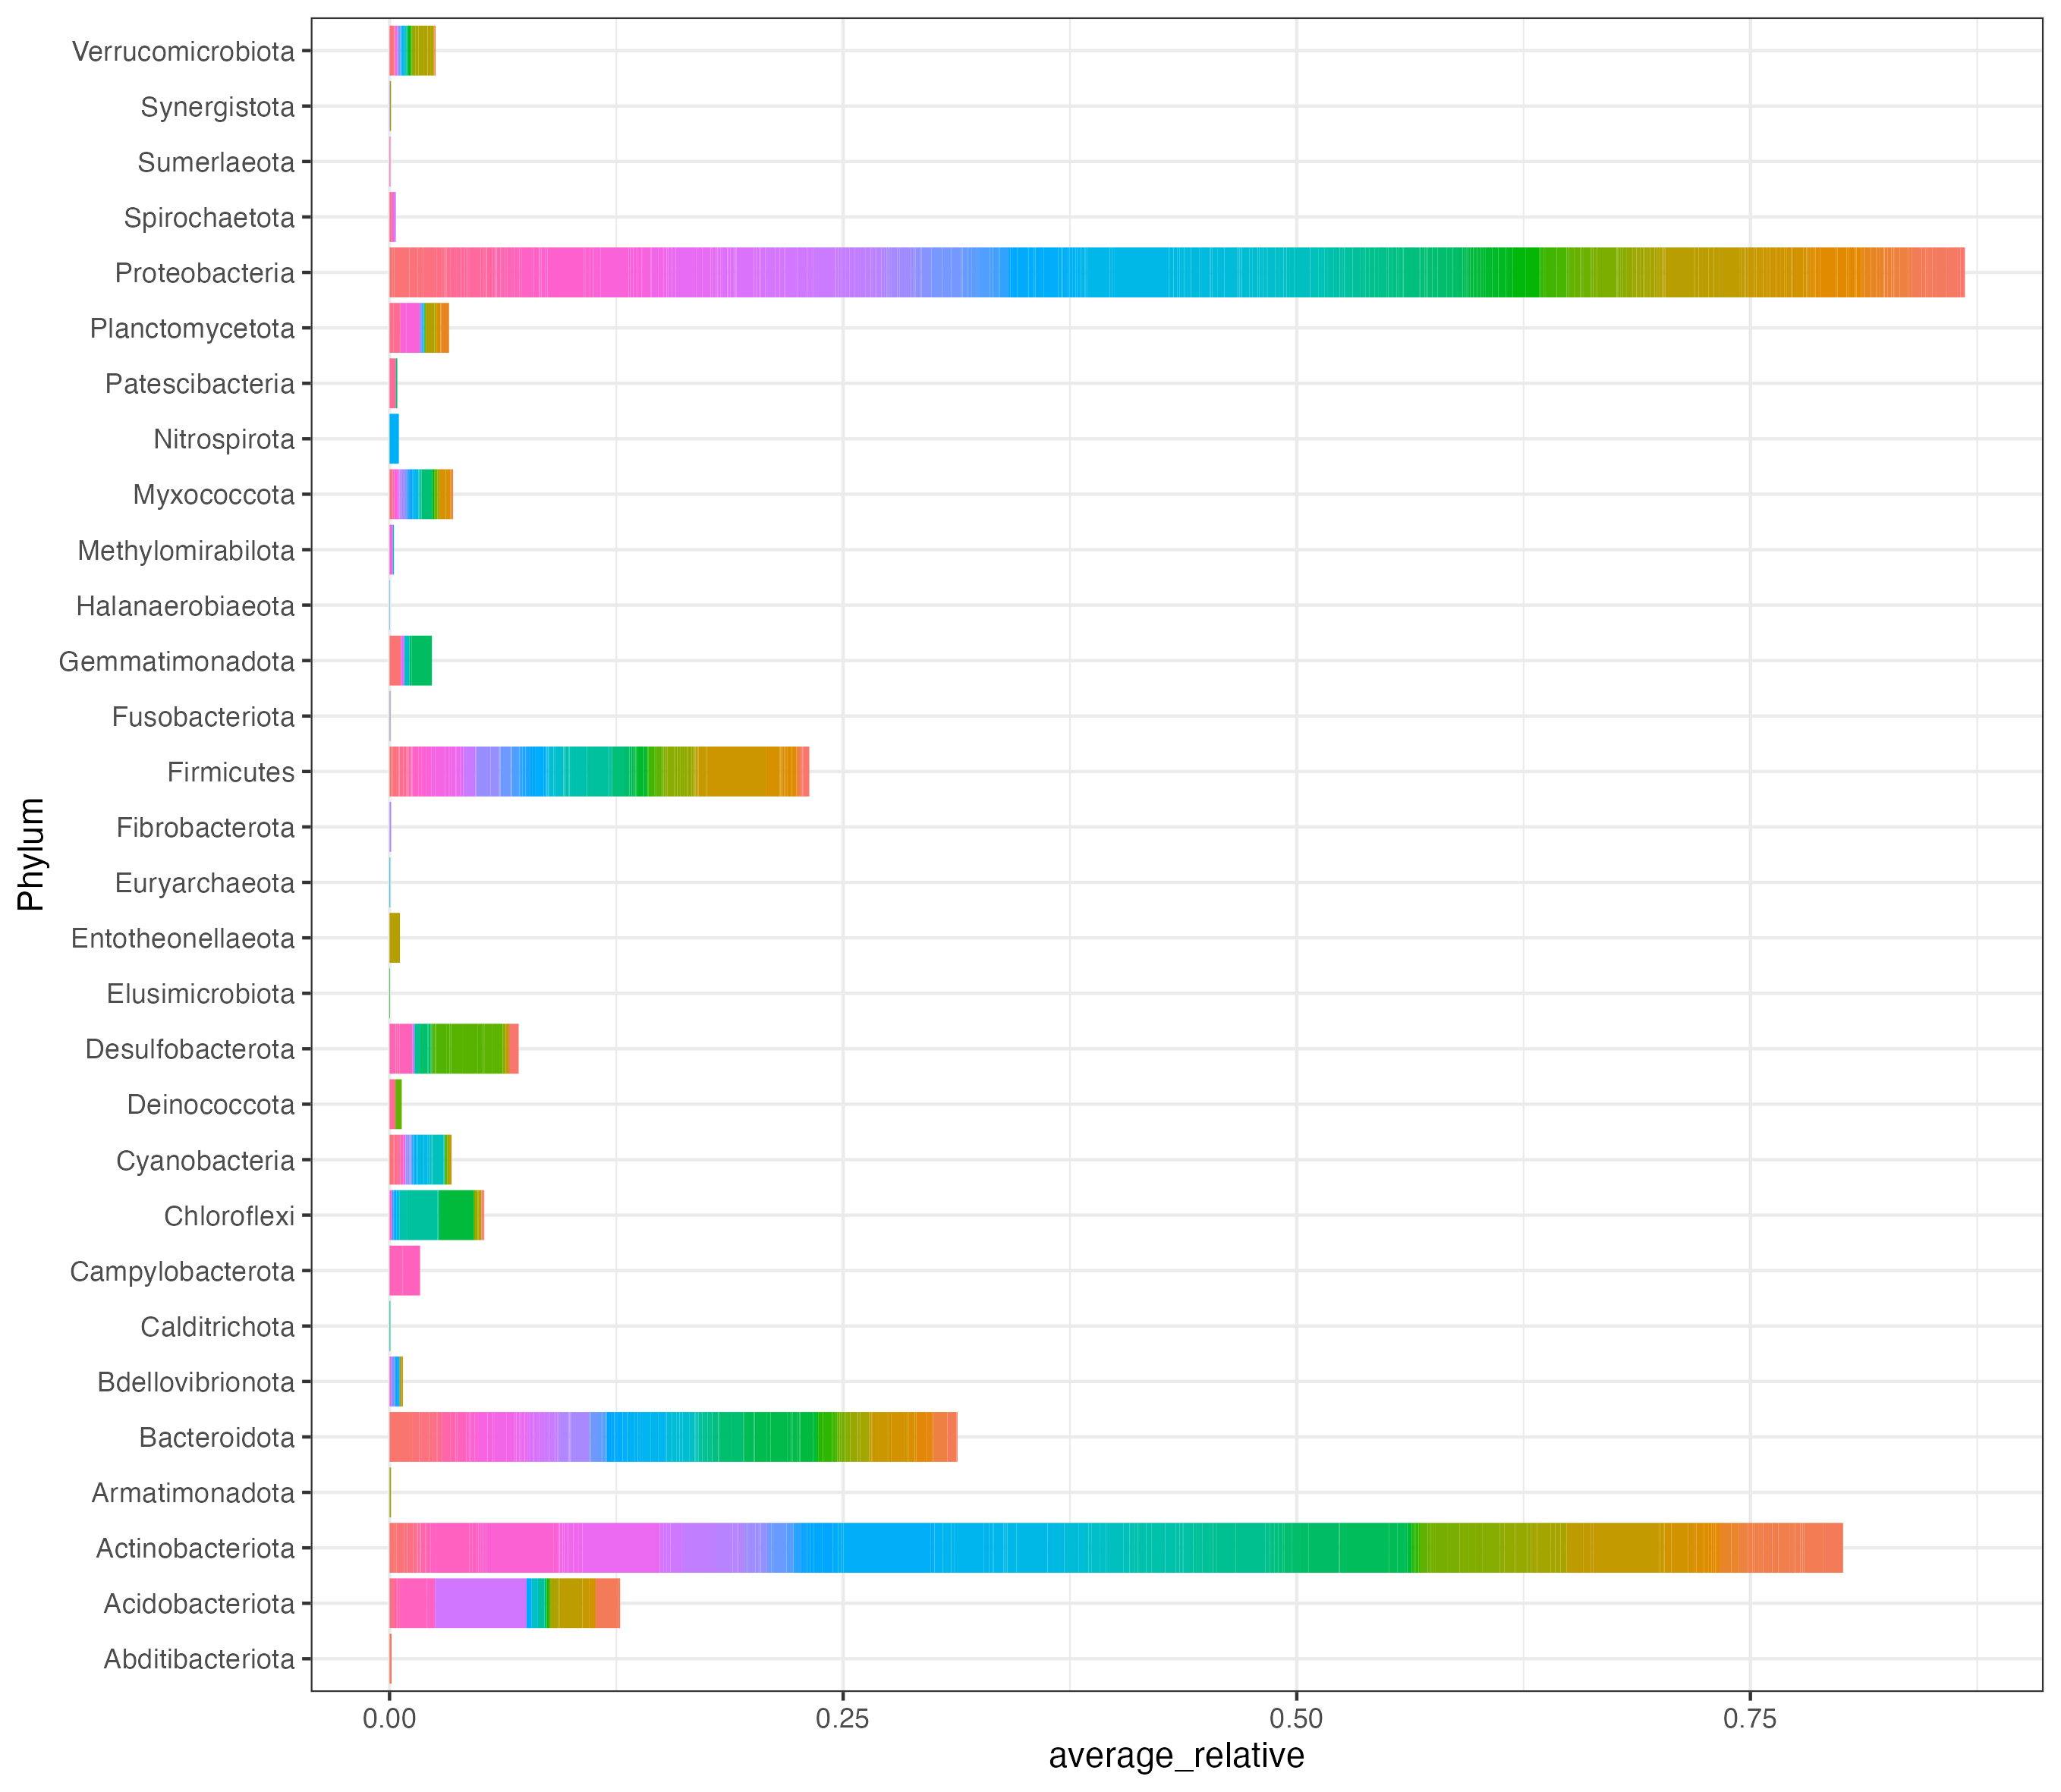 Verrucomicrobiota
Synergistota
Sumerlaeota
Spirochaetota
Proteobacteria
Planctomycetota
Patescibacteria
Nitrospirota
Myxococcota
Methylomirabilota
Halanaerobiaeota
Gemmatimonadota
Fusobacteriota
Firmicutes
Fibrobacterota
Euryarchaeota
Entotheonellaeota
Elusimicrobiota
Desulfobacterota
Deinococcota
Cyanobacteria
Chloroflexi
Campylobacterota
Calditrichota
Bdellovibrionota
Bacteroidota
Armatimonadota
Actinobacteriota
Acidobacteriota
Abditibacteriota
Phylum
0.00 0.25 0.50 0.75
average_relative